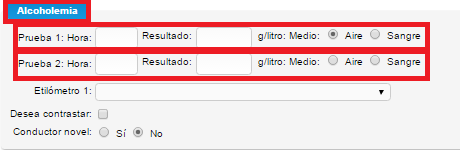 Alcoholemia
Prueba 1: Hora: Resultado: g/litro: Medio: Aire Sangre
Prueba 2: Hora: Resultado: g/litro: Medio: Aire Sangre
Etilómetro 1:
Desea contrastar:
Conductor novel: Sí No